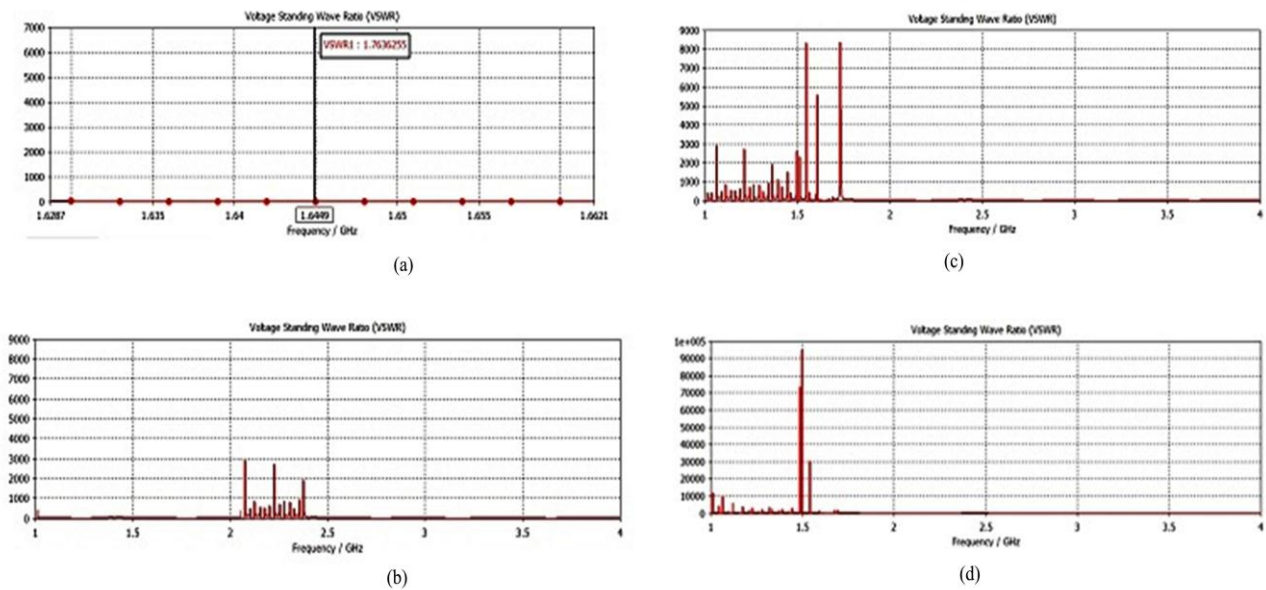 Voltage Standing Wave Ratio (VSWR)
7000
6000
5000
4000
3000
2000
1000
0
VSWR1 : 1.7636255
1.6287 1.635 1.64 1.6449 1.65 1.655 1.6621
Frequency / GHz
(a)
Voltage Standing Wave Ratio (VSWR)
9000
8000
7000
6000
5000
4000
3000
2000
1000
0
1 1.5 2 2.5 3 3.5 4
Frequency / GHz
(c)
Voltage Standing Wave Ratio (VSWR)
9000
8000
7000
6000
5000
4000
3000
2000
1000
0
1 1.5 2 2.5 3 3.5 4
Frequency / GHz
(b)
Voltage Standing Wave Ratio (VSWR)
1e+005
90000
80000
70000
60000
50000
40000
30000
20000
10000
0
1 1.5 2 2.5 3 3.5 4
Frequency / GHz
(d)